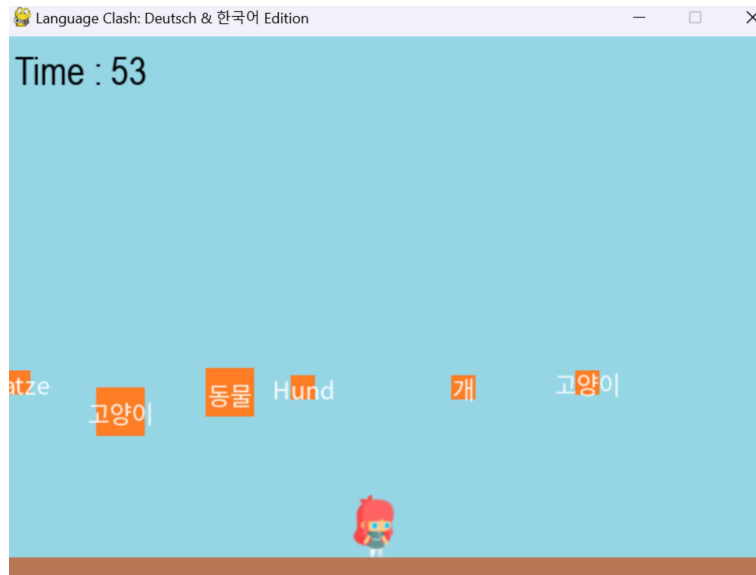 Language Clash: Deutsch & 한국어 Edition
Time : 53
atze
고양이
동물
Hund
개
고양이